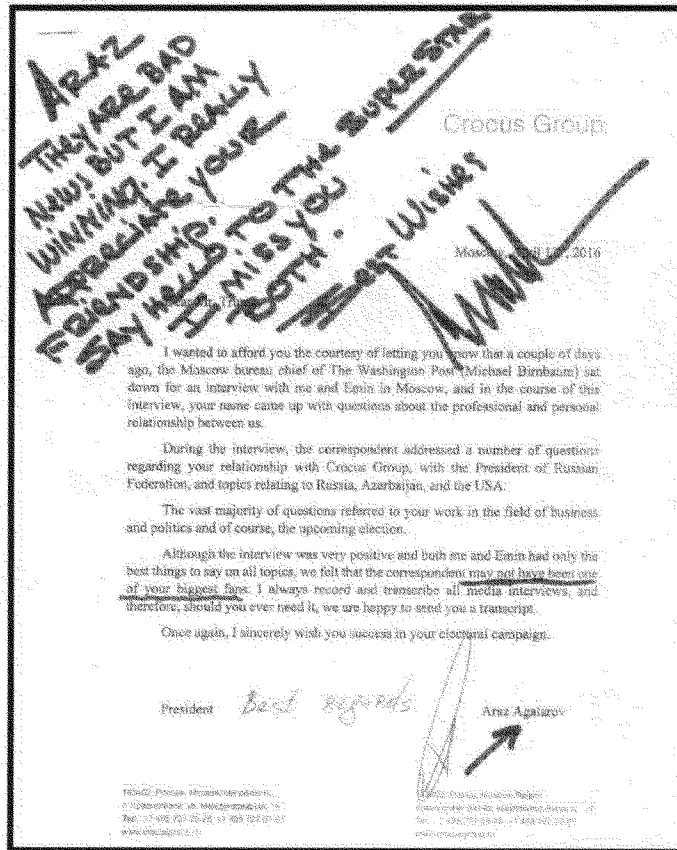 ARAZ
THEY ARE BAD
NEWS BUT I AM
WINNING. I REALLY
APPRECIATE YOUR
FRIENDSHIP.
SAY HELLO TO THE SUPER STAR
I MISS YOU
BOTH.
BEST WISHES
Crocus Group
Moscow, 2016
I wanted to afford you the courtesy of letting you know that a couple of days
ago, the Moscow bureau chief of The Washington Post (Michael Birnbaum) sat
down for an interview with me and Emin in Moscow, and in the course of this
interview, your name came up with questions about the professional and personal
relationship between us.
During the interview, the correspondent addressed a number of questions
regarding your relationship with Crocus Group, with the President of Russian
Federation, and topics relating to Russia, Azerbaijan, and the USA.
The vast majority of questions referred to your work in the field of business
and politics and of course, the upcoming election.
Although the interview was very positive and both me and Emin had only the
best things to say on all topics, we felt that the correspondent may not have been one
of your biggest fans. I always record and transcribe all media interviews, and
therefore, should you ever need it, we are happy to send you a transcript.
Once again, I sincerely wish you success in your electoral campaign.
President Best regards Araz Agalarov